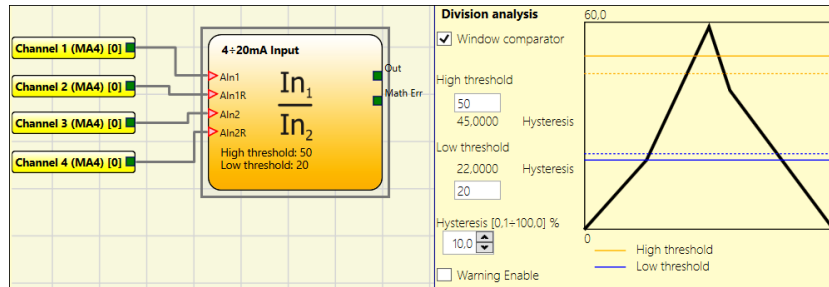 Channel 1 (MA4) [0]
Channel 2 (MA4) [0]
Channel 3 (MA4) [0]
Channel 4 (MA4) [0]
4÷20mA Input
AIn1
AIn1R
AIn2
AIn2R
In1
In2
Out
Math Err
High threshold: 50
Low threshold: 20
Division analysis
Window comparator
High threshold
50
45,0000 Hysteresis
Low threshold
22,0000 Hysteresis
20
Hysteresis [0,1÷100,0] %
10,0
Warning Enable
60,0
0
High threshold
Low threshold